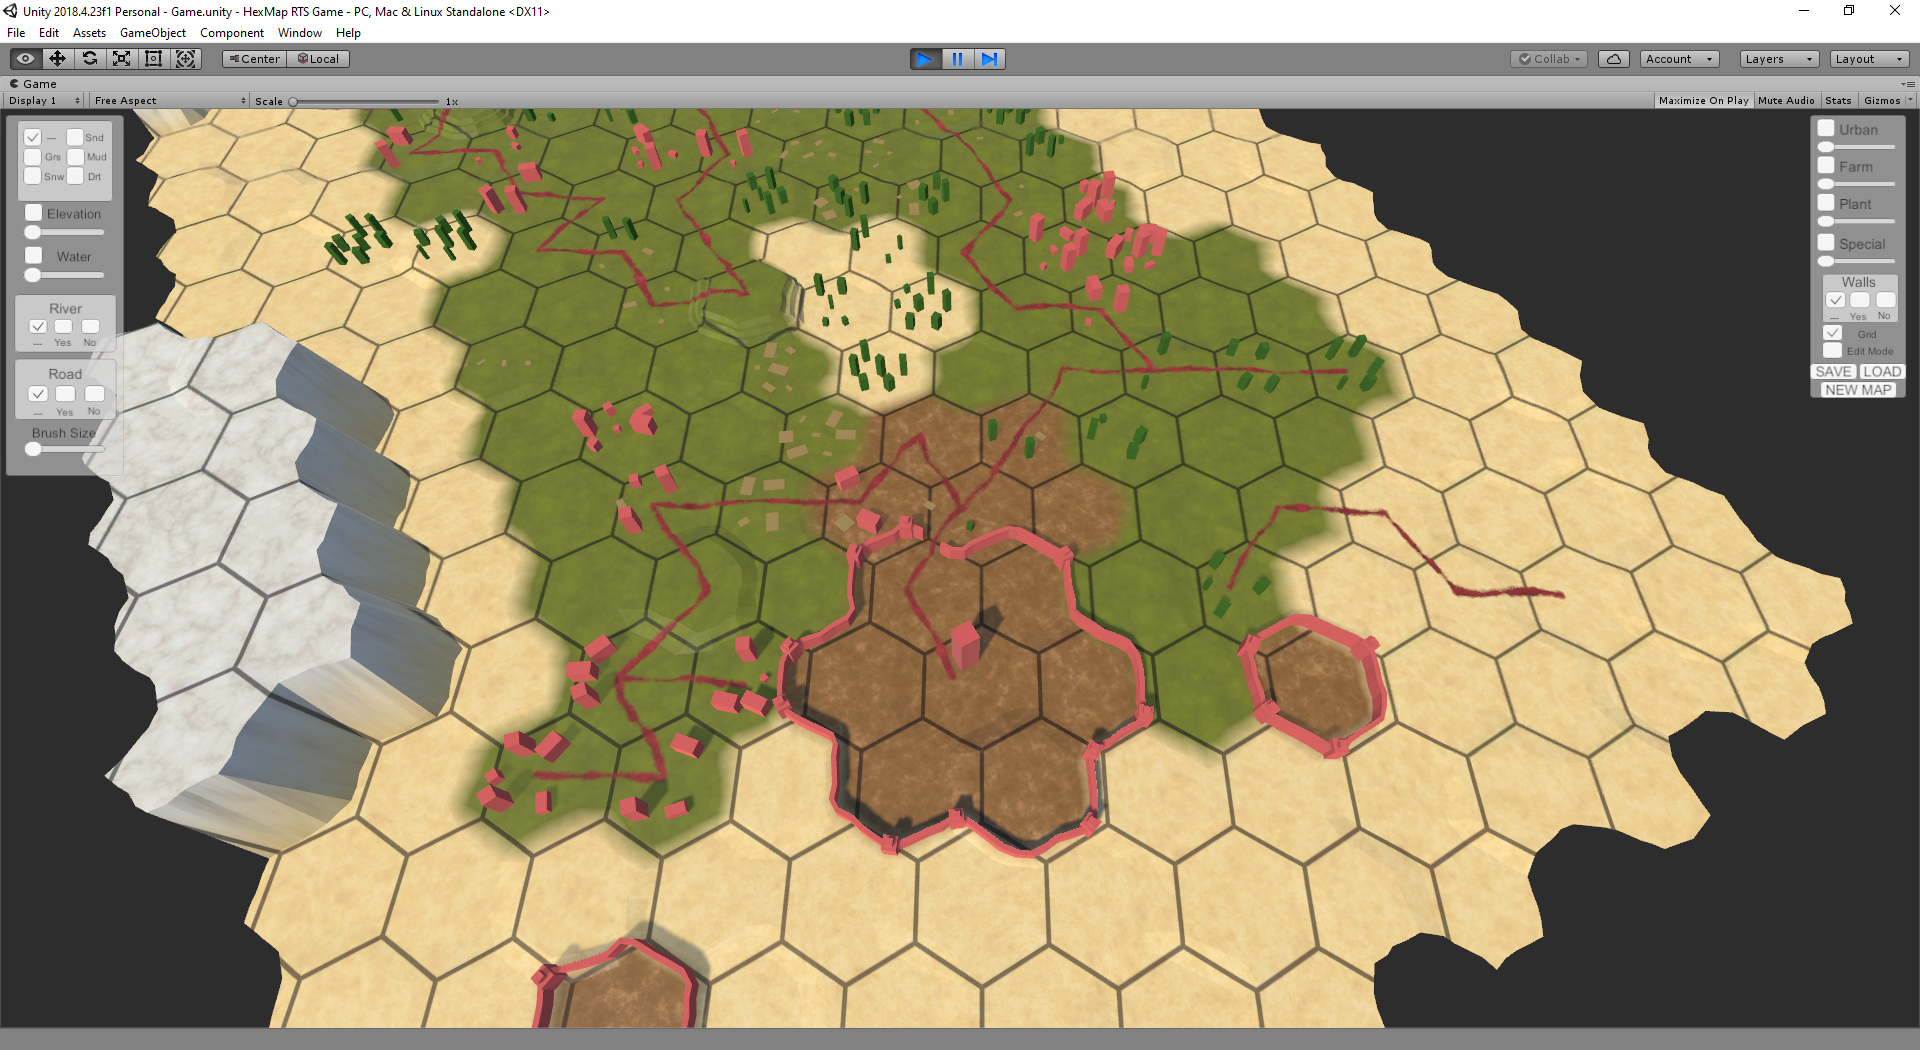 Unity 2018.4.23f1 Personal - Game.unity - HexMap RTS Game - PC, Mac & Linux Standalone <DX11>
File Edit Assets GameObject Component Window Help
Center Local Collab Account Layers Layout
Game
Display 1 Free Aspect Scale 1x Maximize On Play Mute Audio Stats Gizmos
--- Snd
Grs Mud
Snw Drt
Elevation
Water
River
--- Yes No
Road
--- Yes No
Brush Size
Urban
Farm
Plant
Special
Walls
--- Yes No
Grid
Edit Mode
SAVE LOAD
NEW MAP